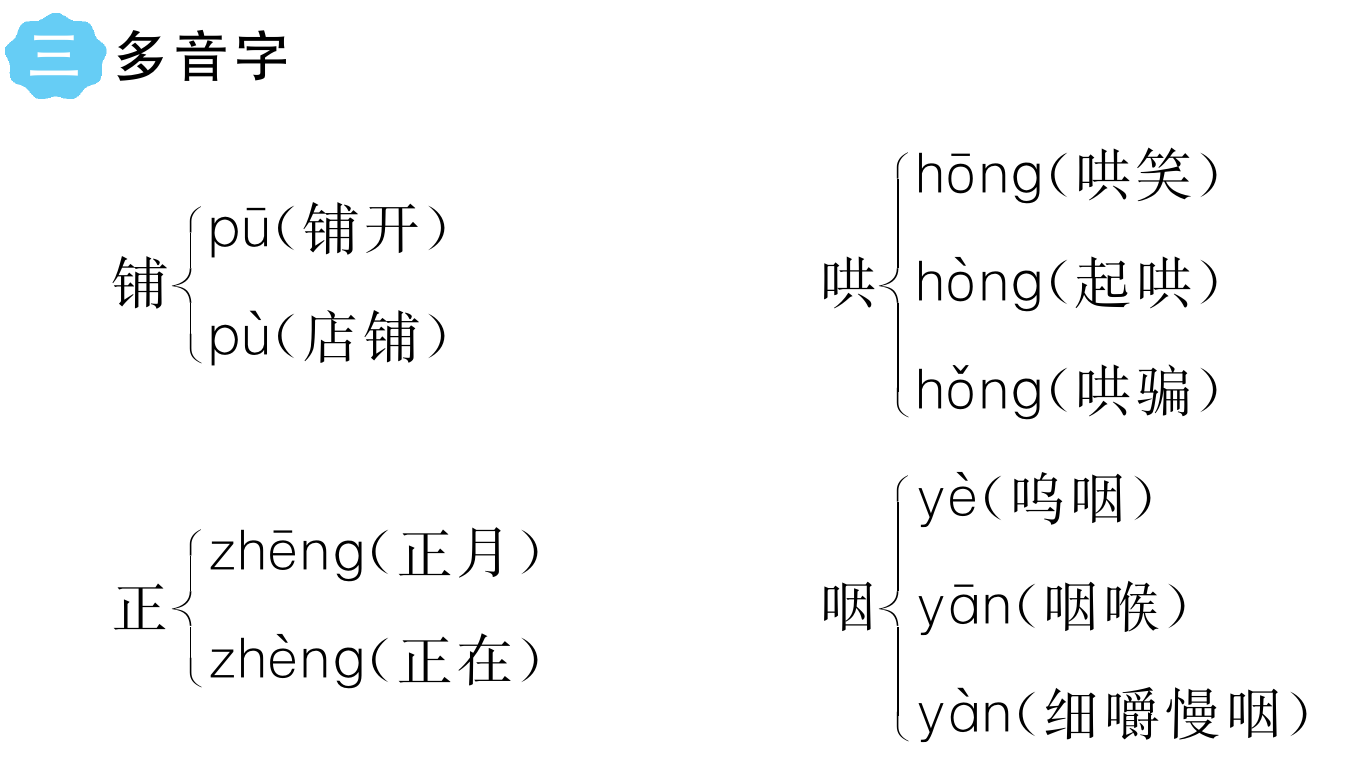 三 多音字
铺
pū(铺开)
pù(店铺)
哄
hōng(哄笑)
hòng(起哄)
hǒng(哄骗)
正
zhēng(正月)
zhèng(正在)
咽
yè(呜咽)
yān(咽喉)
yàn(细嚼慢咽)